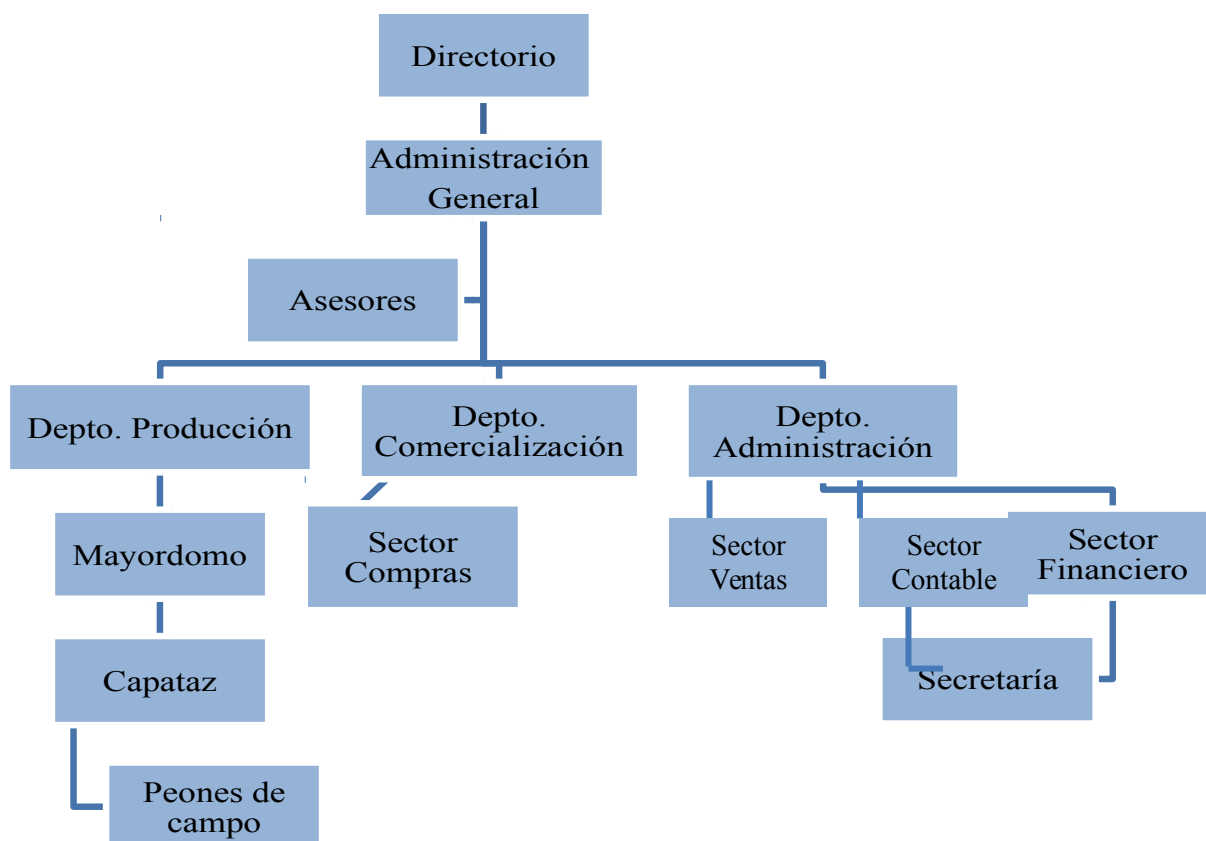 Directorio
Administración
General
Asesores
Depto. Producción
Depto.
Comercialización
Depto.
Administración
Mayordomo
Sector
Compras
Sector
Ventas
Sector
Contable
Sector
Financiero
Capataz
Secretaría
Peones de
campo